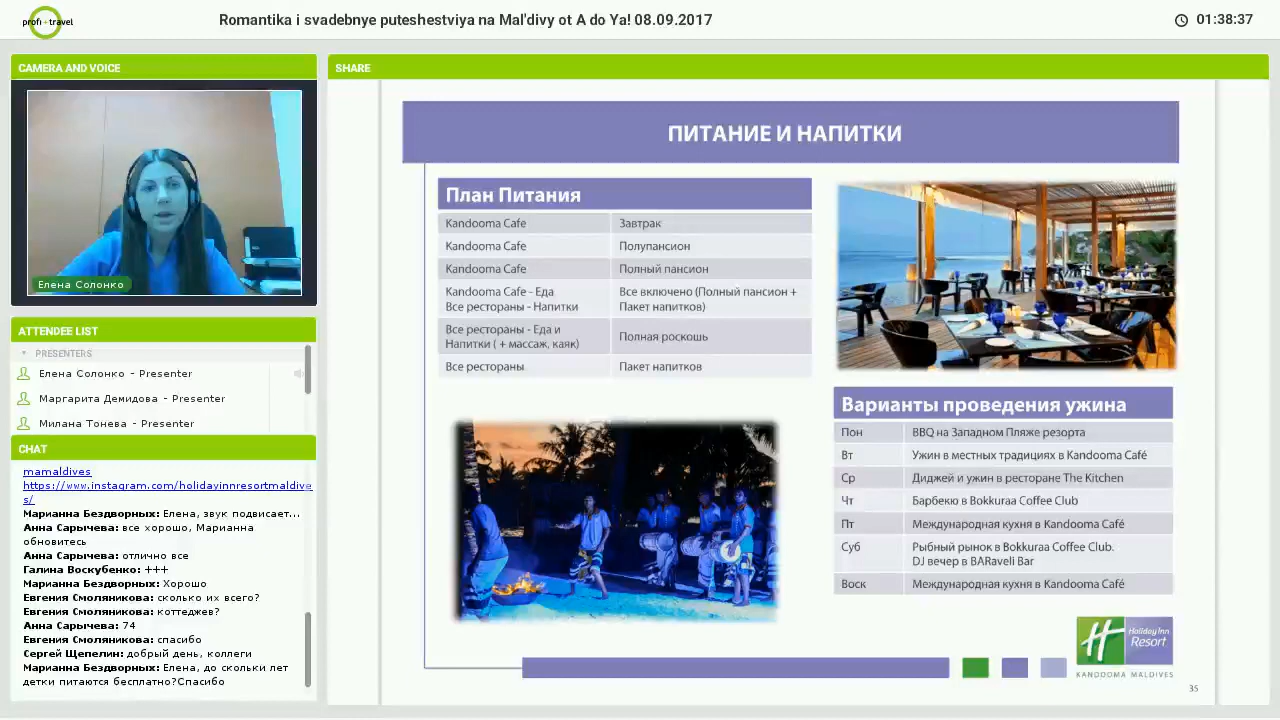 profi travel
Romantika i svadebnye puteshestviya na Mal'divy ot A do Ya! 08.09.2017
01:38:37
CAMERA AND VOICE
Елена Солонко
ATTENDEE LIST
PRESENTERS
Елена Солонко - Presenter
Маргарита Демидова - Presenter
Милана Тонева - Presenter
CHAT
mamaldives
https://www.instagram.com/holidayinnresortmaldive
s/
Марианна Бездворных: Елена, звук подвисает...
Анна Сарычева: все хорошо, Марианна
обновитесь
Анна Сарычева: отлично все
Галина Воскубенко: +++
Марианна Бездворных: Хорошо
Евгения Смоляникова: сколько их всего?
Евгения Смоляникова: коттеджев?
Анна Сарычева: 74
Евгения Смоляникова: спасибо
Сергей Щепелин: добрый день, коллеги
Марианна Бездворных: Елена, до скольки лет
детки питаются бесплатно?Спасибо
SHARE
ПИТАНИЕ И НАПИТКИ
План Питания
Kandooma Cafe Завтрак
Kandooma Cafe Полупансион
Kandooma Cafe Полный пансион
Kandooma Cafe - Еда Все включено (Полный пансион +
Все рестораны - Напитки Пакет напитков)
Все рестораны - Еда и
Напитки ( + массаж, каяк) Полная роскошь
Все рестораны Пакет напитков
Варианты проведения ужина
Пон BBQ на Западном Пляже резорта
Вт Ужин в местных традициях в Kandooma Café
Ср Диджей и ужин в ресторане The Kitchen
Чт Барбекю в Bokkuraa Coffee Club
Пт Международная кухня в Kandooma Café
Суб Рыбный рынок в Bokkuraa Coffee Club.
DJ вечер в BARaveli Bar
Воск Международная кухня в Kandooma Café
H Holiday Inn
Resort
KANDOOMA MALDIVES
35